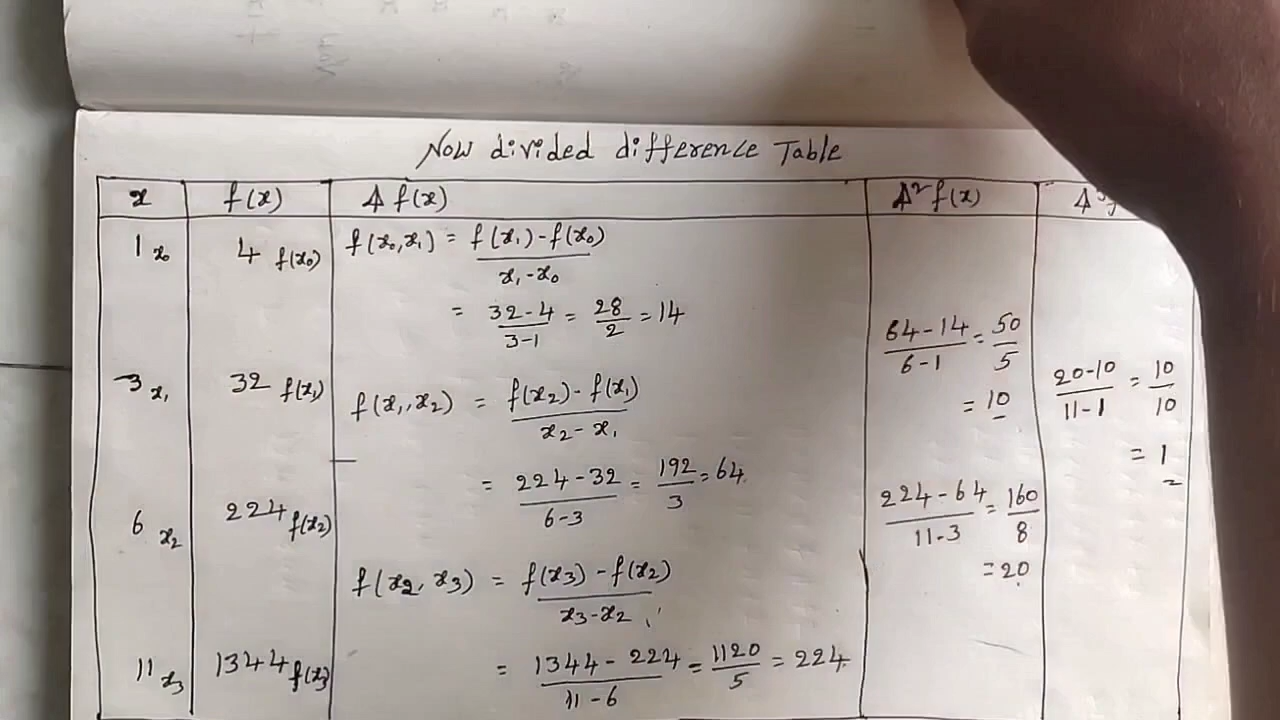 Now divided difference Table
x f(x) Δ f(x) Δ² f(x) Δ³f
1 x₀ 4 f(x₀) f(x₀,x₁) = f(x₁)-f(x₀)
x₁-x₀
= 32-4 = 28 = 14
3-1 2
64-14 = 50
6-1 5
= 10
3 x₁ 32 f(x₁) f(x₁,x₂) = f(x₂)-f(x₁)
x₂-x₁
20-10 = 10
11-1 10
= 1
= 224-32 = 192 = 64
6-3 3
6 x₂ 224 f(x₂)
224-64 = 160
11-3 8
= 20
f(x₂, x₃) = f(x₃)-f(x₂)
x₃-x₂
11 x₃ 1344 f(x₃ = 1344-224 = 1120 = 224
11-6 5